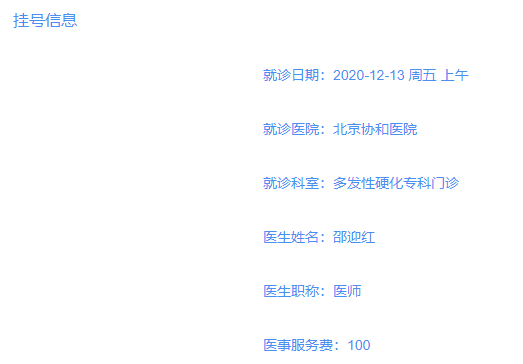 挂号信息
就诊日期：2020-12-13 周五 上午
就诊医院：北京协和医院
就诊科室：多发性硬化专科门诊
医生姓名：邵迎红
医生职称：医师
医事服务费：100